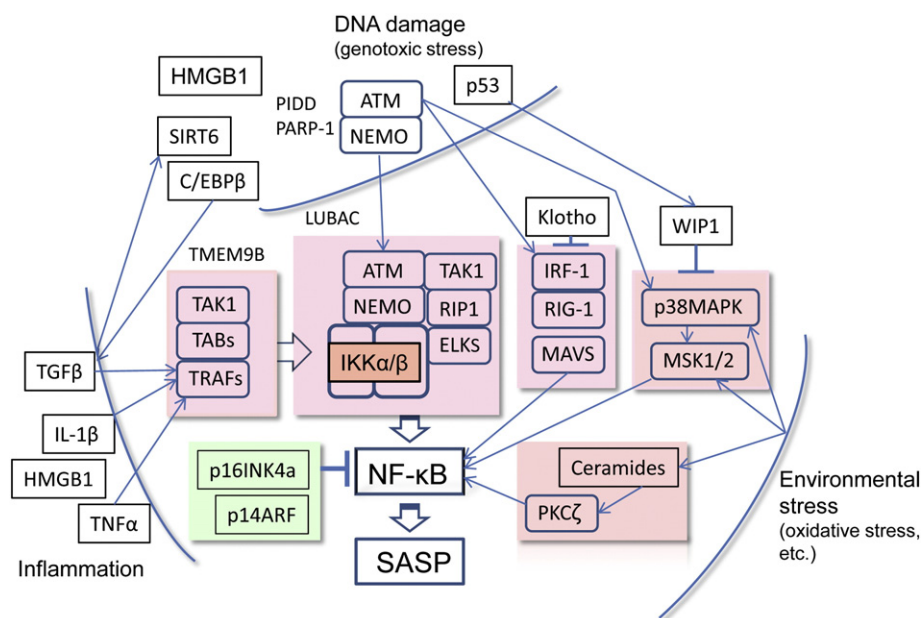 DNA damage
(genotoxic stress)
HMGB1
p53
PIDD
PARP-1
ATM
NEMO
SIRT6
C/EBPβ
LUBAC
Klotho
WIP1
TMEM9B
ATM
TAK1
IRF-1
TAK1
NEMO
RIP1
RIG-1
p38MAPK
TABs
IKKα/β
ELKS
MAVS
MSK1/2
TGFβ
TRAFs
IL-1β
HMGB1
TNFα
p16INK4a
p14ARF
NF-κB
Ceramides
PKCζ
Environmental
stress
(oxidative stress,
etc.)
Inflammation
SASP